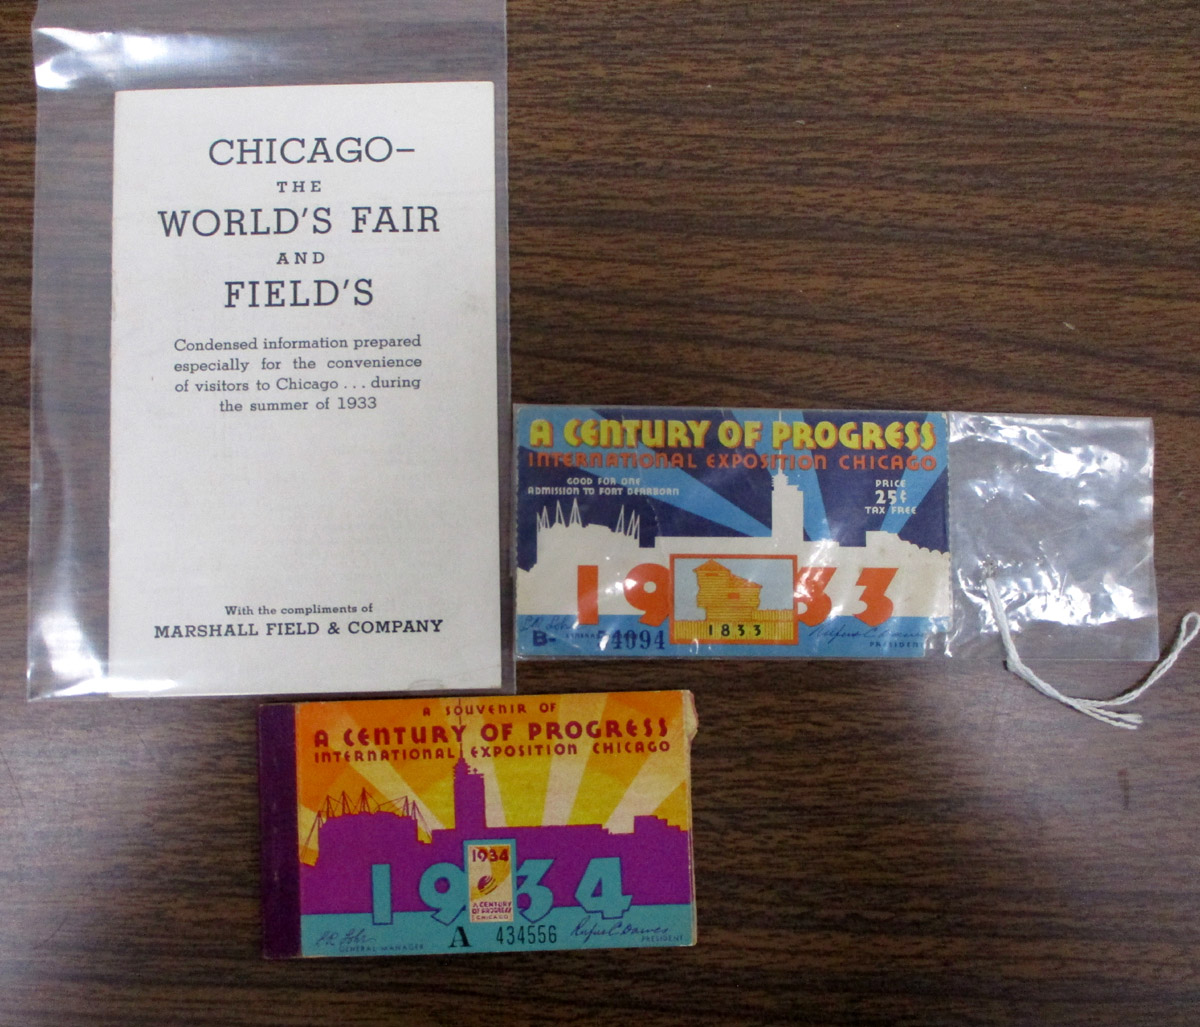 CHICAGO–
THE
WORLD'S FAIR
AND
FIELD'S
Condensed information prepared
especially for the convenience
of visitors to Chicago . . . during
the summer of 1933
With the compliments of
MARSHALL FIELD & COMPANY
A CENTURY OF PROGRESS
INTERNATIONAL EXPOSITION CHICAGO
GOOD FOR ONE
ADMISSION TO FORT DEARBORN
PRICE
25¢
TAX FREE
1933
1833
B- 4094
PRESIDENT
A SOUVENIR OF
A CENTURY OF PROGRESS
INTERNATIONAL EXPOSITION CHICAGO
1934
1934
A CENTURY
OF PROGRESS
CHICAGO
Rufus C. Dawes
GENERAL MANAGER A 434556 PRESIDENT